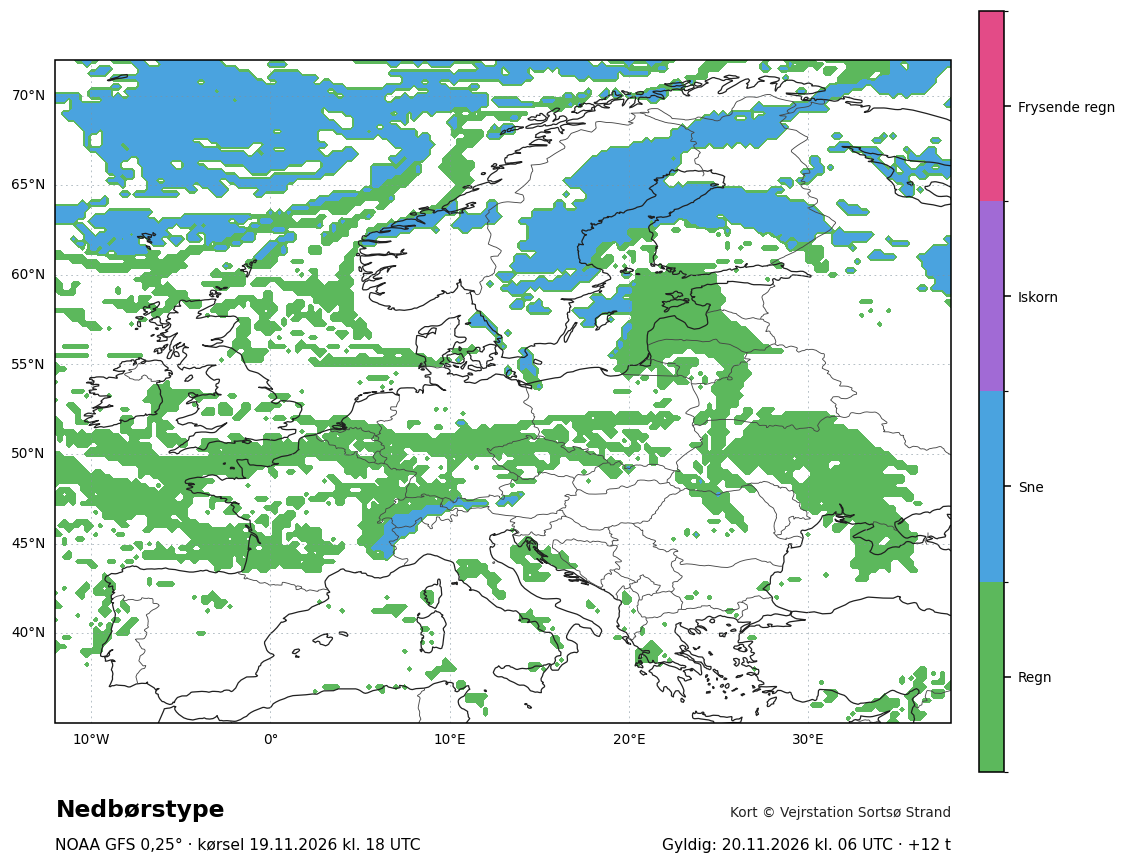 70°N
65°N
60°N
55°N
50°N
45°N
40°N
10°W
0°
10°E
20°E
30°E
Frysende regn
Iskorn
Sne
Regn
Nedbørstype
Kort © Vejrstation Sortsø Strand
NOAA GFS 0,25° · kørsel 19.11.2026 kl. 18 UTC
Gyldig: 20.11.2026 kl. 06 UTC · +12 t